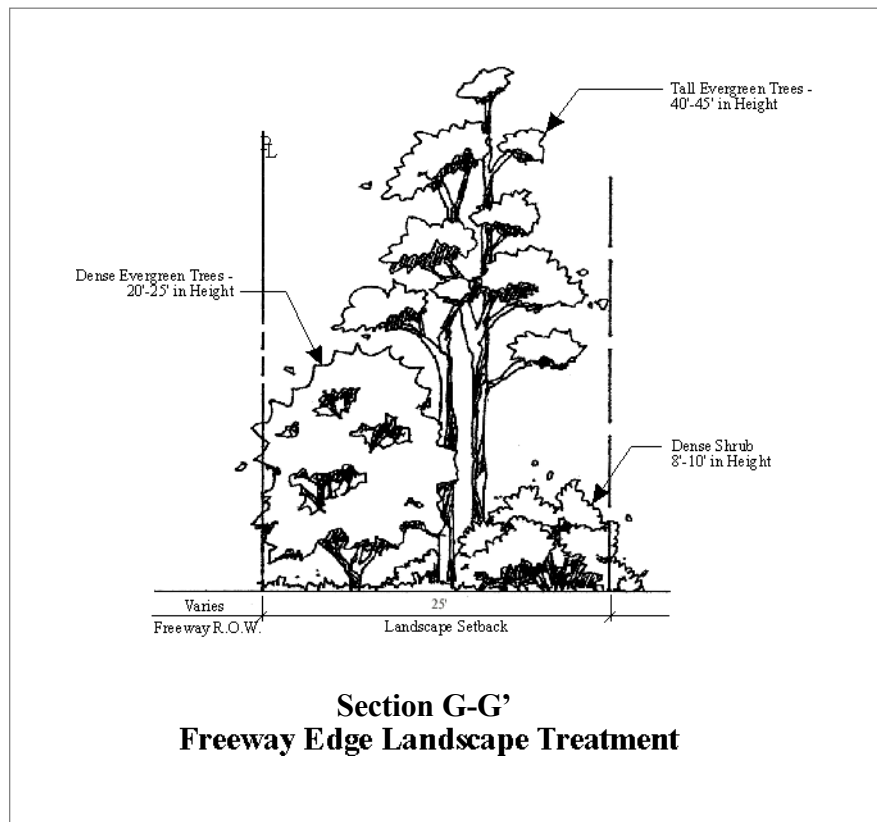 Tall Evergreen Trees -
40'-45' in Height
PL
Dense Evergreen Trees -
20'-25' in Height
Dense Shrub
8'-10' in Height
Varies
25'
Freeway R.O.W.
Landscape Setback
Section G-G’
Freeway Edge Landscape Treatment